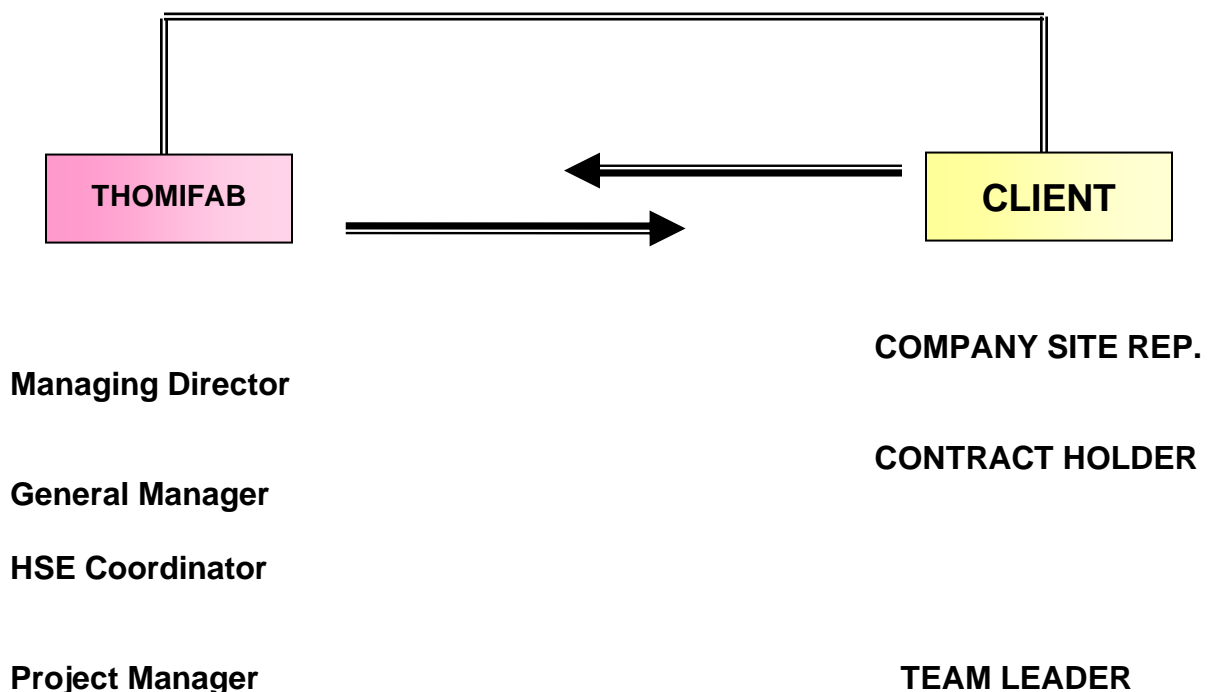 THOMIFAB
CLIENT
COMPANY SITE REP.
Managing Director
CONTRACT HOLDER
General Manager
HSE Coordinator
Project Manager
TEAM LEADER